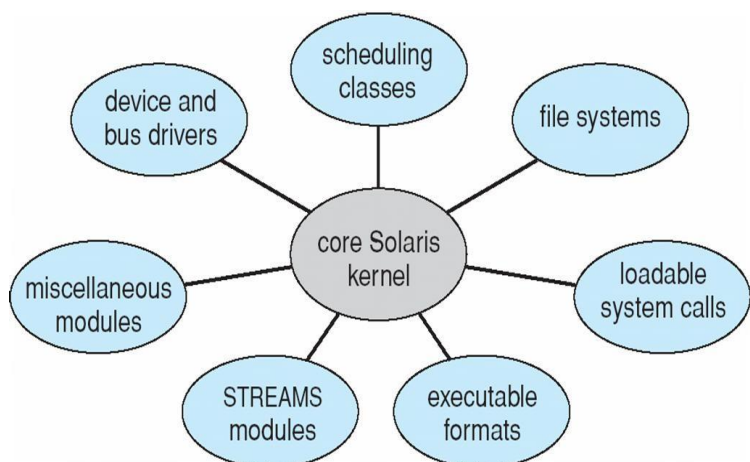 scheduling
classes
device and
bus drivers
file systems
core Solaris
kernel
miscellaneous
modules
loadable
system calls
STREAMS
modules
executable
formats